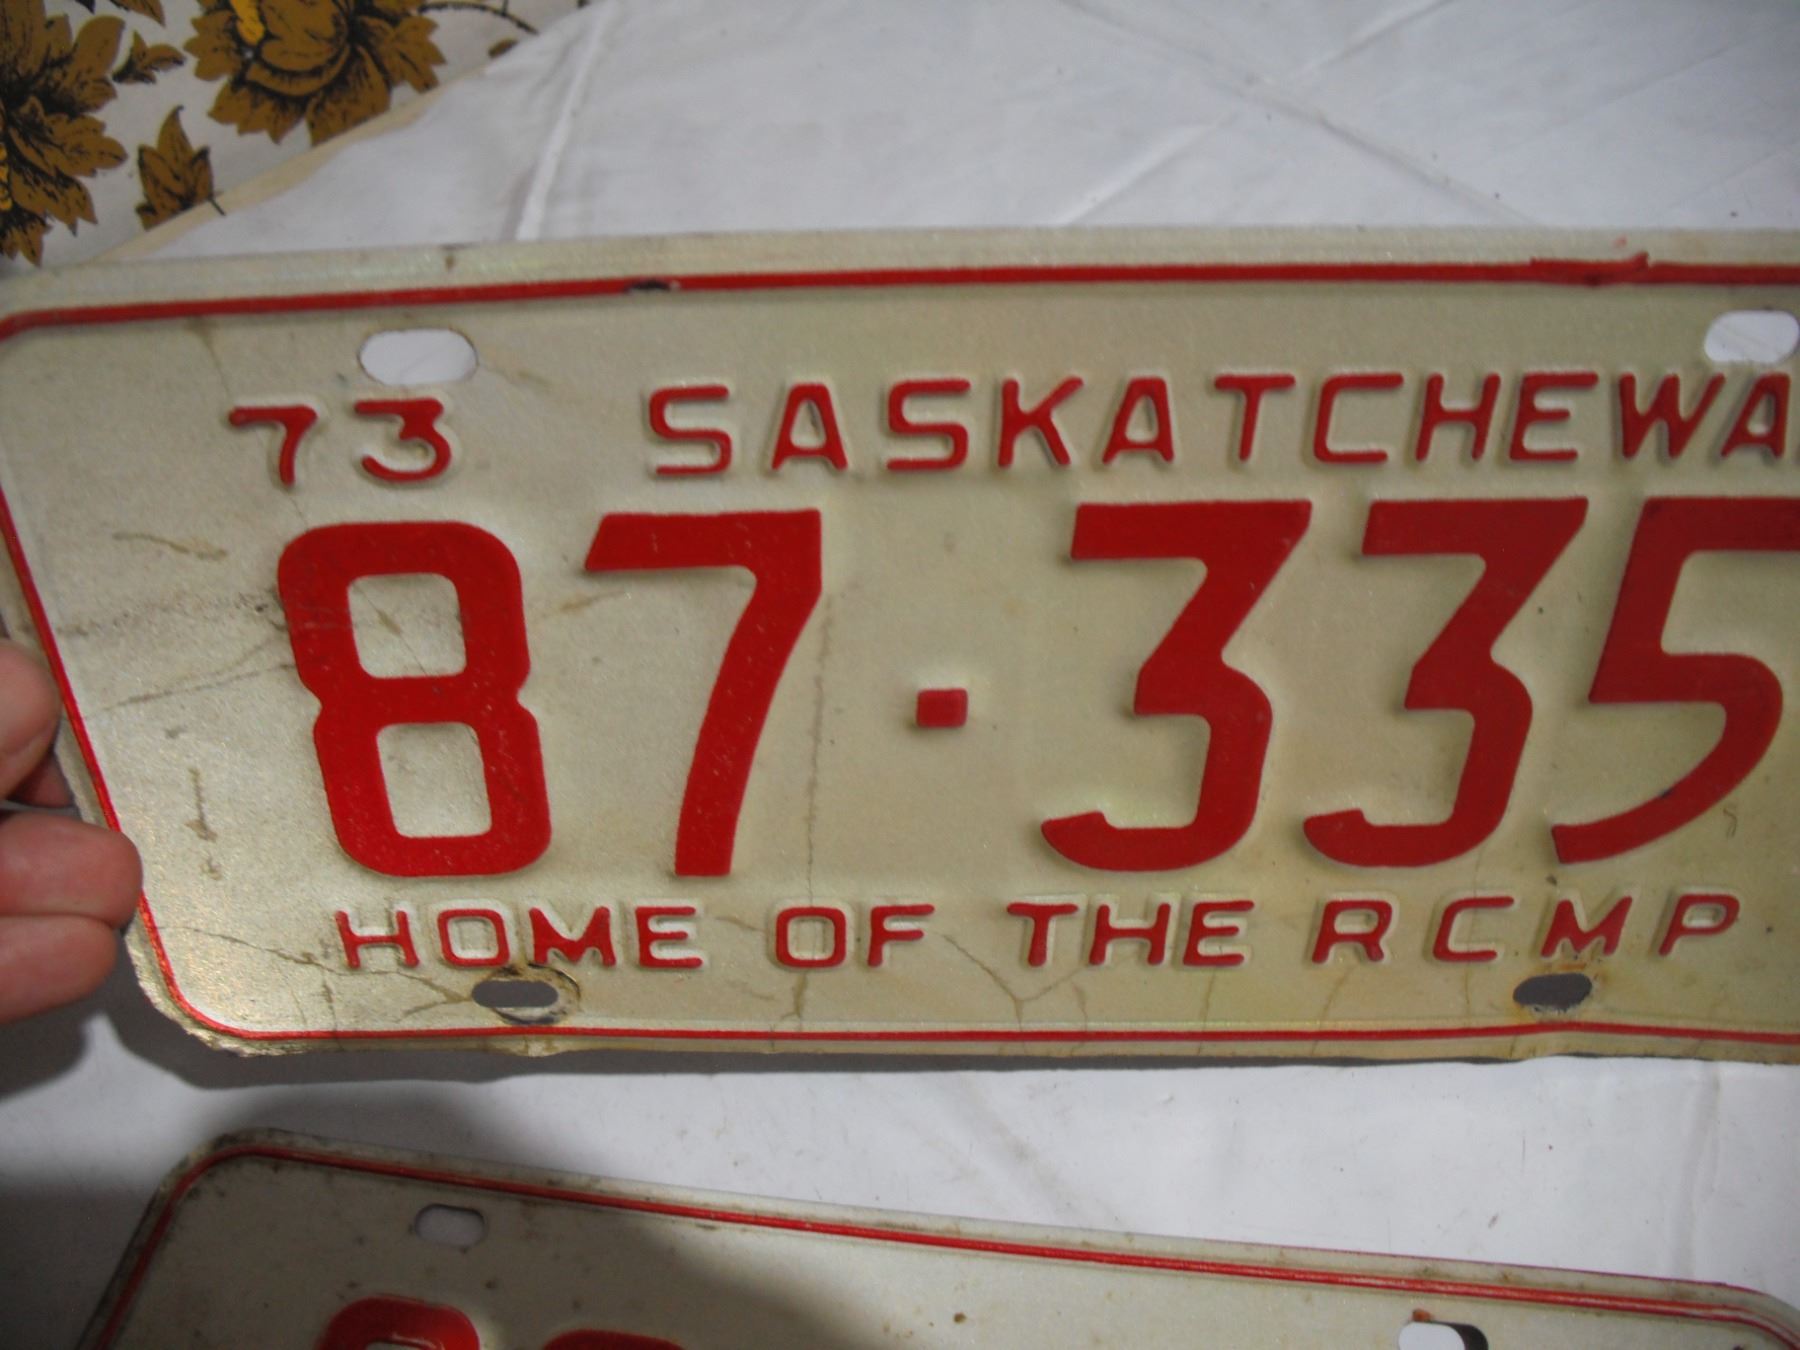 73 SASKATCHEWA
87·335
HOME OF THE RCMP